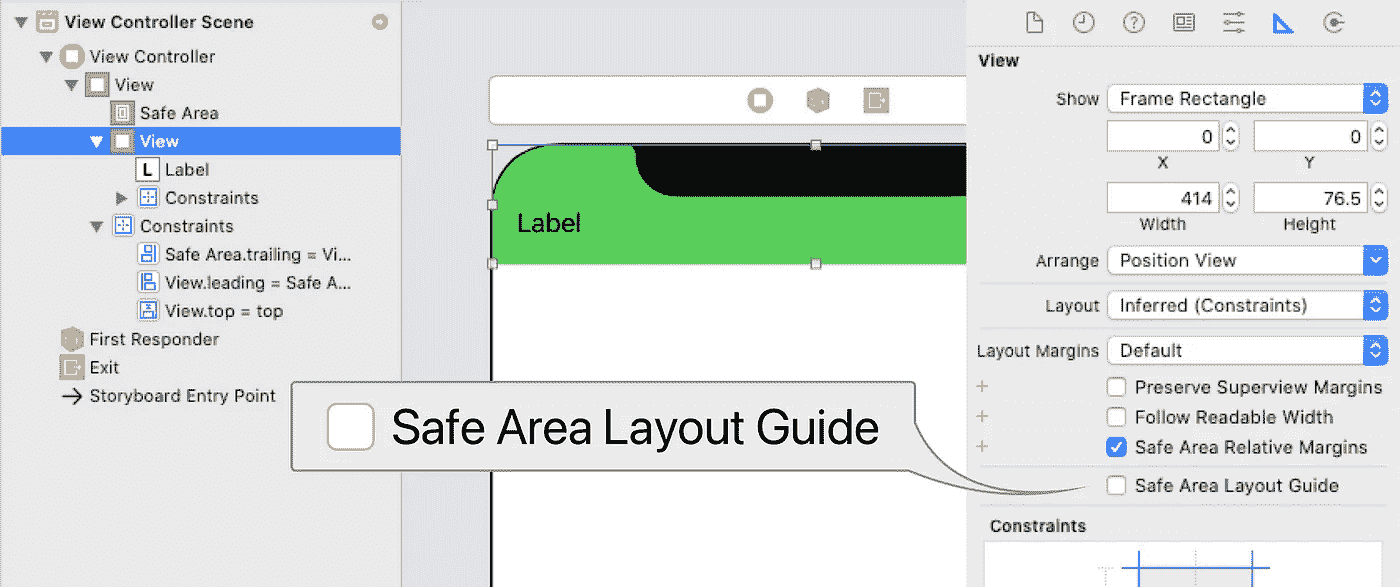 View Controller Scene
View Controller
View
Safe Area
View
L Label
Constraints
Constraints
Safe Area.trailing = Vi...
View.leading = Safe A...
View.top = top
First Responder
Exit
Storyboard Entry Point
Label
Safe Area Layout Guide
View
Show Frame Rectangle
0 0
X Y
414 76.5
Width Height
Arrange Position View
Layout Inferred (Constraints)
Layout Margins Default
Preserve Superview Margins
Follow Readable Width
Safe Area Relative Margins
Safe Area Layout Guide
Constraints